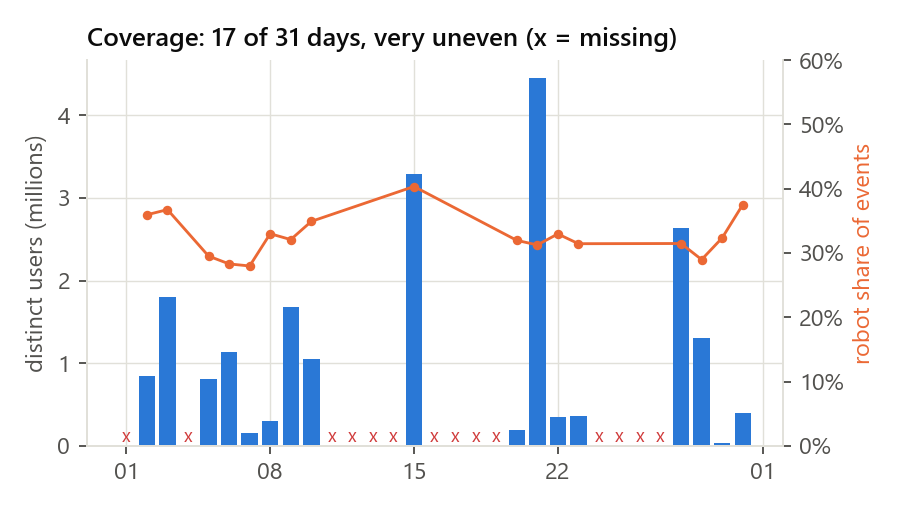 Coverage: 17 of 31 days, very uneven (x = missing)
distinct users (millions)
4
3
2
1
0
60%
50%
40%
30%
20%
10%
0%
robot share of events
x x x x x x x x x x x x x x
01 08 15 22 01